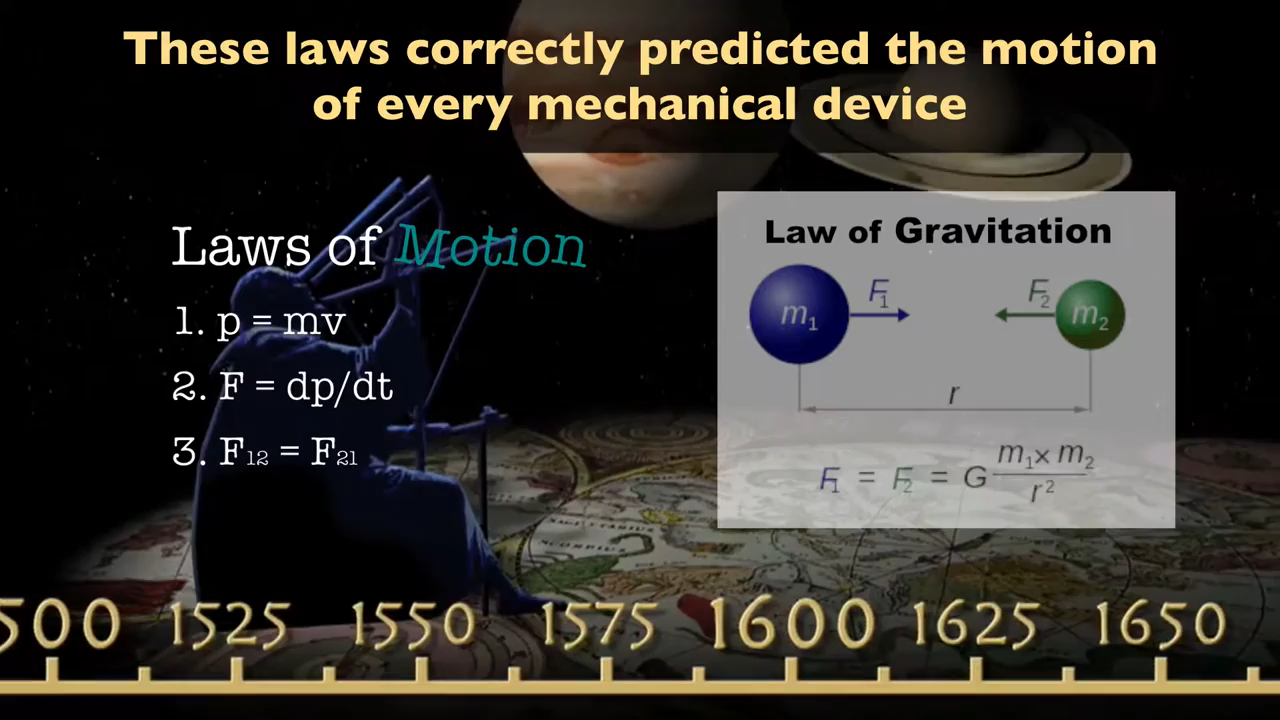 These laws correctly predicted the motion
of every mechanical device
Laws of Motion
1. p = mv
2. F = dp/dt
3. F₁₂ = F₂₁
Law of Gravitation
m₁ F₁ F₂ m₂
r
F₁ = F₂ = G m₁× m₂ / r²
SCORPIUS
500 1525 1550 1575 1600 1625 1650